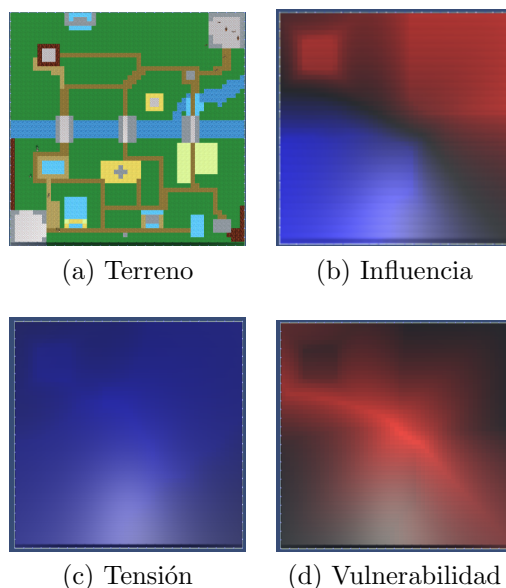 (a) Terreno
(b) Influencia
(c) Tensión
(d) Vulnerabilidad